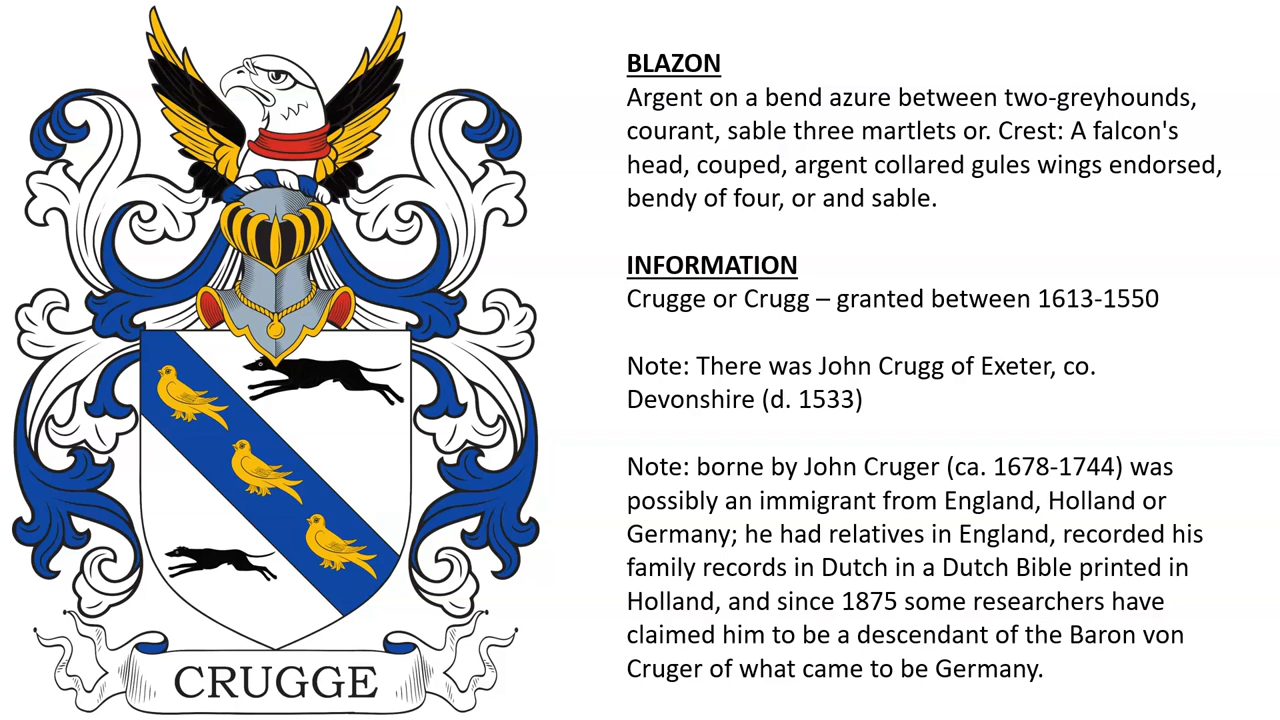 BLAZON
Argent on a bend azure between two-greyhounds,
courant, sable three martlets or. Crest: A falcon's
head, couped, argent collared gules wings endorsed,
bendy of four, or and sable.
INFORMATION
Crugge or Crugg – granted between 1613-1550
Note: There was John Crugg of Exeter, co.
Devonshire (d. 1533)
Note: borne by John Cruger (ca. 1678-1744) was
possibly an immigrant from England, Holland or
Germany; he had relatives in England, recorded his
family records in Dutch in a Dutch Bible printed in
Holland, and since 1875 some researchers have
claimed him to be a descendant of the Baron von
Cruger of what came to be Germany.
CRUGGE